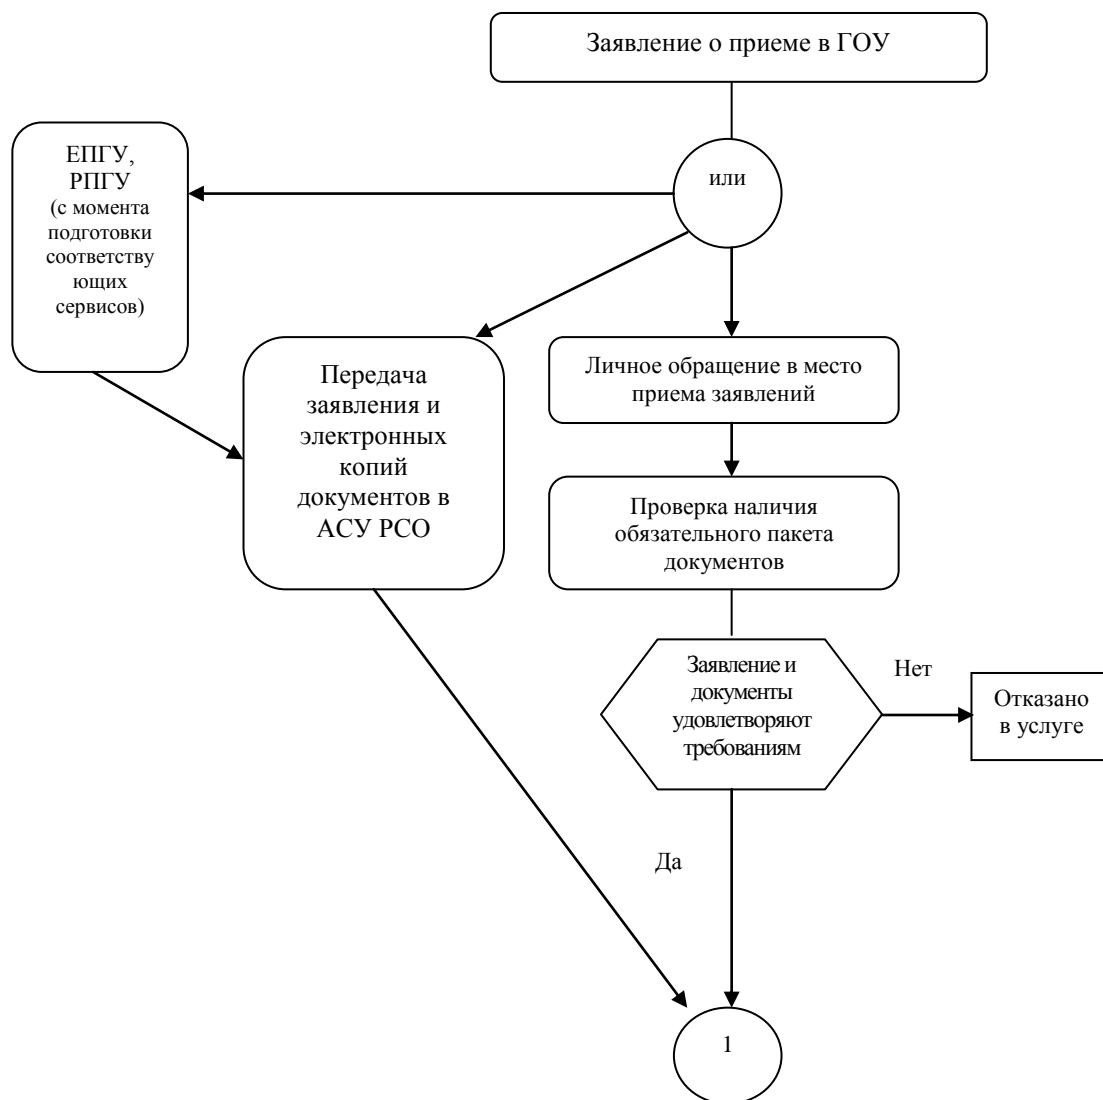 Заявление о приеме в ГОУ
или
ЕПГУ,
РПГУ
(с момента
подготовки
соответству
ющих
сервисов)
Передача
заявления и
электронных
копий
документов в
АСУ РСО
Личное обращение в место
приема заявлений
Проверка наличия
обязательного пакета
документов
Заявление и
документы
удовлетворяют
требованиям
Нет
Отказано
в услуге
Да
1